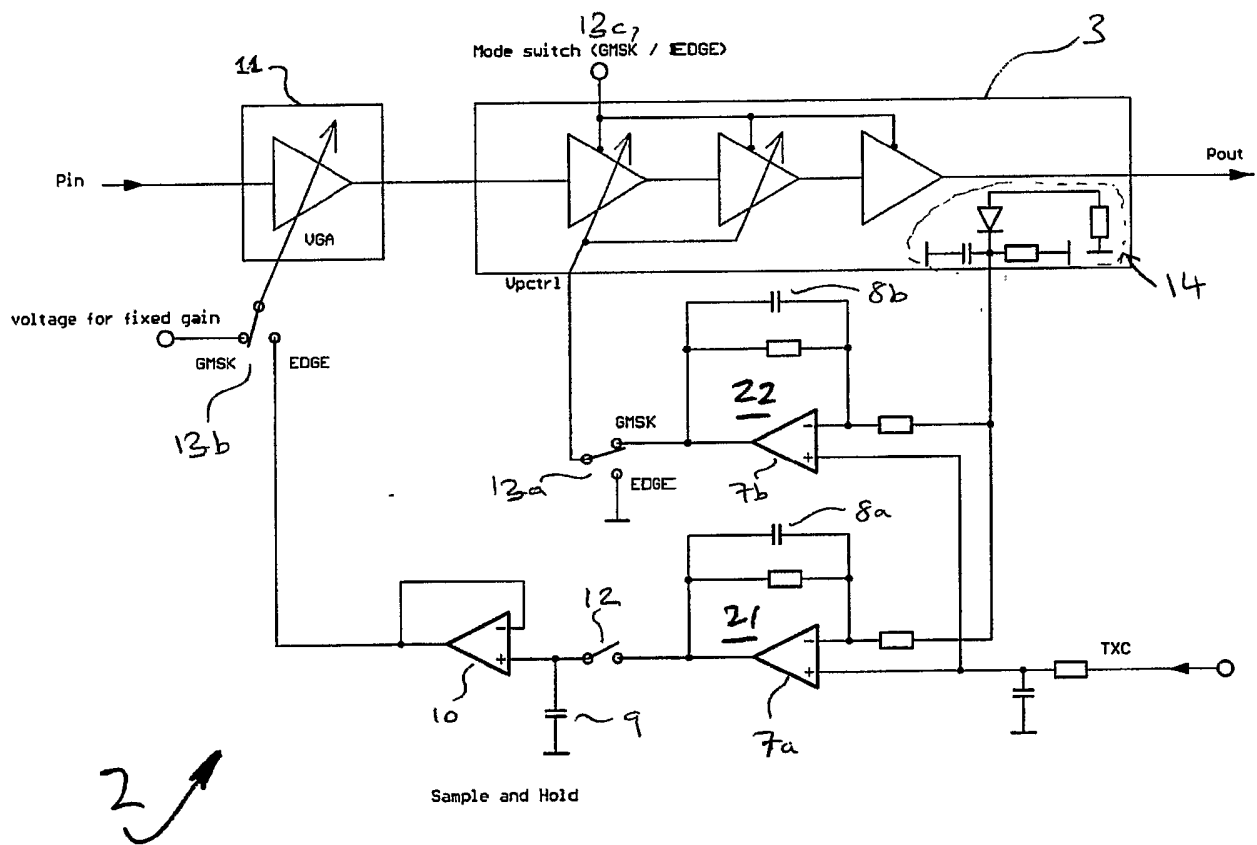 13c,
Mode switch (GMSK / EDGE)
3
11
Pin
VGA
Pout
14
Vpctrl
8b
voltage for fixed gain
GMSK
EDGE
13b
22
GMSK
13a
EDGE
7b
8a
12
21
TXC
10
9
7a
2
Sample and Hold